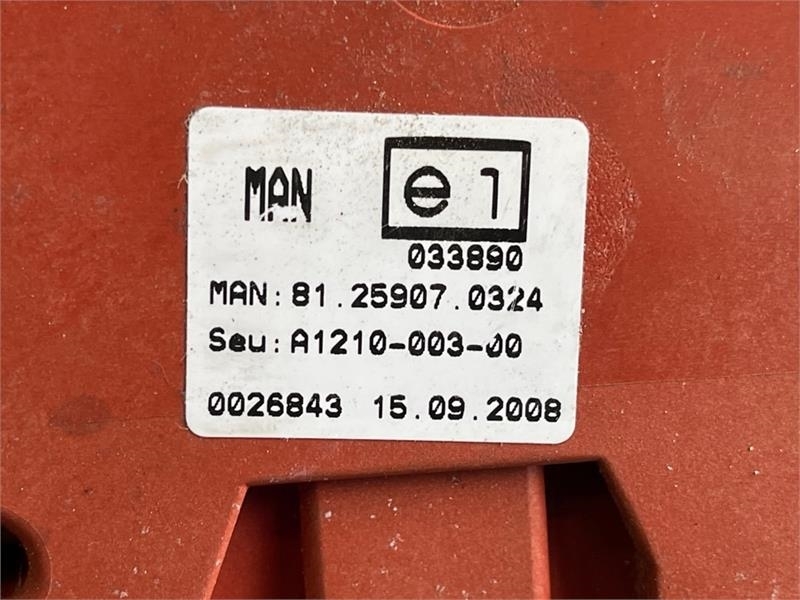 MAN e1
033890
MAN: 81.25907.0324
Seu: A1210-003-00
0026843 15.09.2008